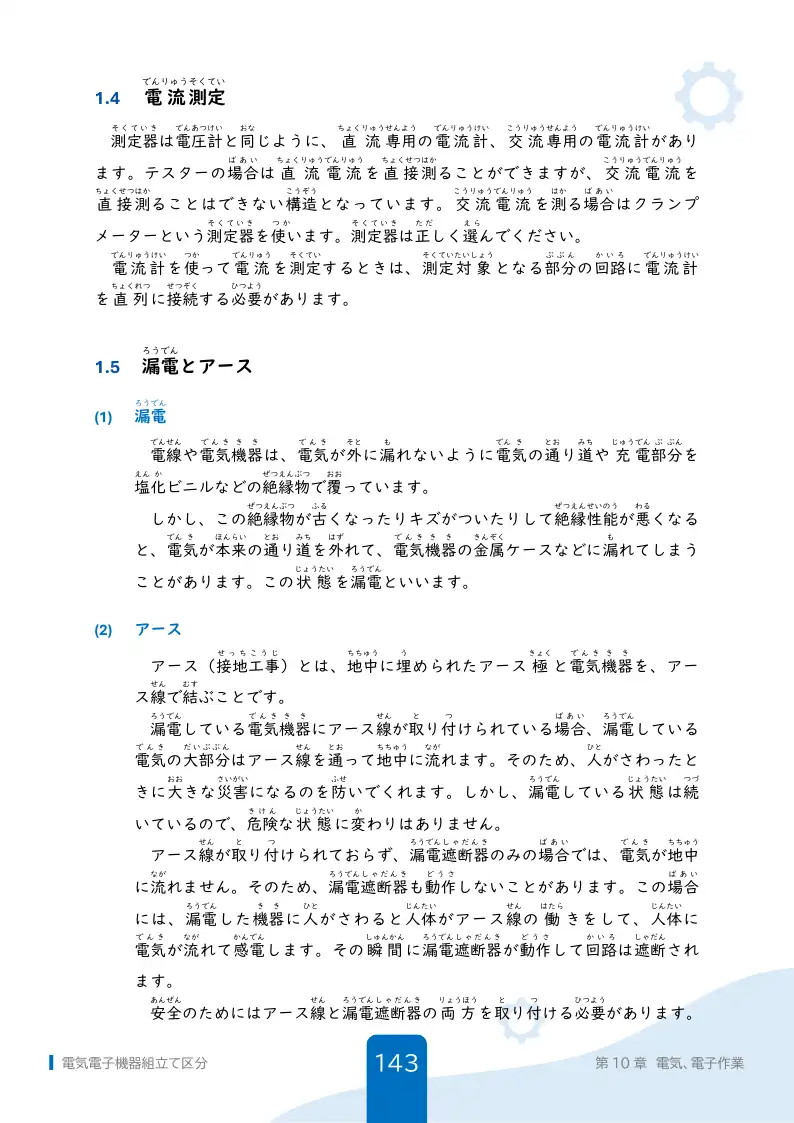 1.4 電流測定
測定器は電圧計と同じように、直流専用の電流計、交流専用の電流計があり
ます。テスターの場合は直流電流を直接測ることができますが、交流電流を
直接測ることはできない構造となっています。交流電流を測る場合はクランプ
メーターという測定器を使います。測定器は正しく選んでください。
電流計を使って電流を測定するときは、測定対象となる部分の回路に電流計
を直列に接続する必要があります。
1.5 漏電とアース
(1) 漏電
電線や電気機器は、電気が外に漏れないように電気の通り道や充電部分を
塩化ビニルなどの絶縁物で覆っています。
しかし、この絶縁物が古くなったりキズがついたりして絶縁性能が悪くなる
と、電気が本来の通り道を外れて、電気機器の金属ケースなどに漏れてしまう
ことがあります。この状態を漏電といいます。
(2) アース
アース（接地工事）とは、地中に埋められたアース極と電気機器を、アー
ス線で結ぶことです。
漏電している電気機器にアース線が取り付けられている場合、漏電している
電気の大部分はアース線を通って地中に流れます。そのため、人がさわったと
きに大きな災害になるのを防いでくれます。しかし、漏電している状態は続
いているので、危険な状態に変わりはありません。
アース線が取り付けられておらず、漏電遮断器のみの場合では、電気が地中
に流れません。そのため、漏電遮断器も動作しないことがあります。この場合
には、漏電した機器に人がさわると人体がアース線の働きをして、人体に
電気が流れて感電します。その瞬間に漏電遮断器が動作して回路は遮断され
ます。
安全のためにはアース線と漏電遮断器の両方を取り付ける必要があります。
電気電子機器組立て区分
143
第10章 電気、電子作業